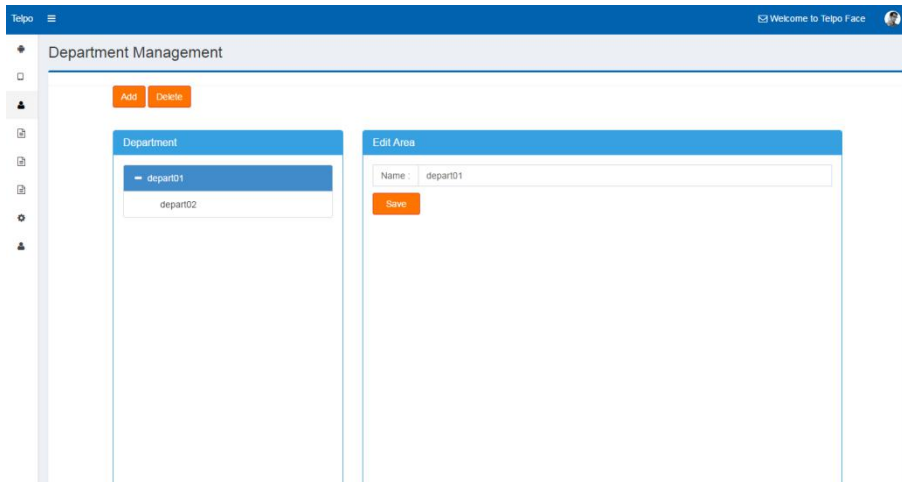 Telpo Welcome to Telpo Face
Department Management
Add Delete
Department Edit Area
depart01 Name : depart01
depart02 Save